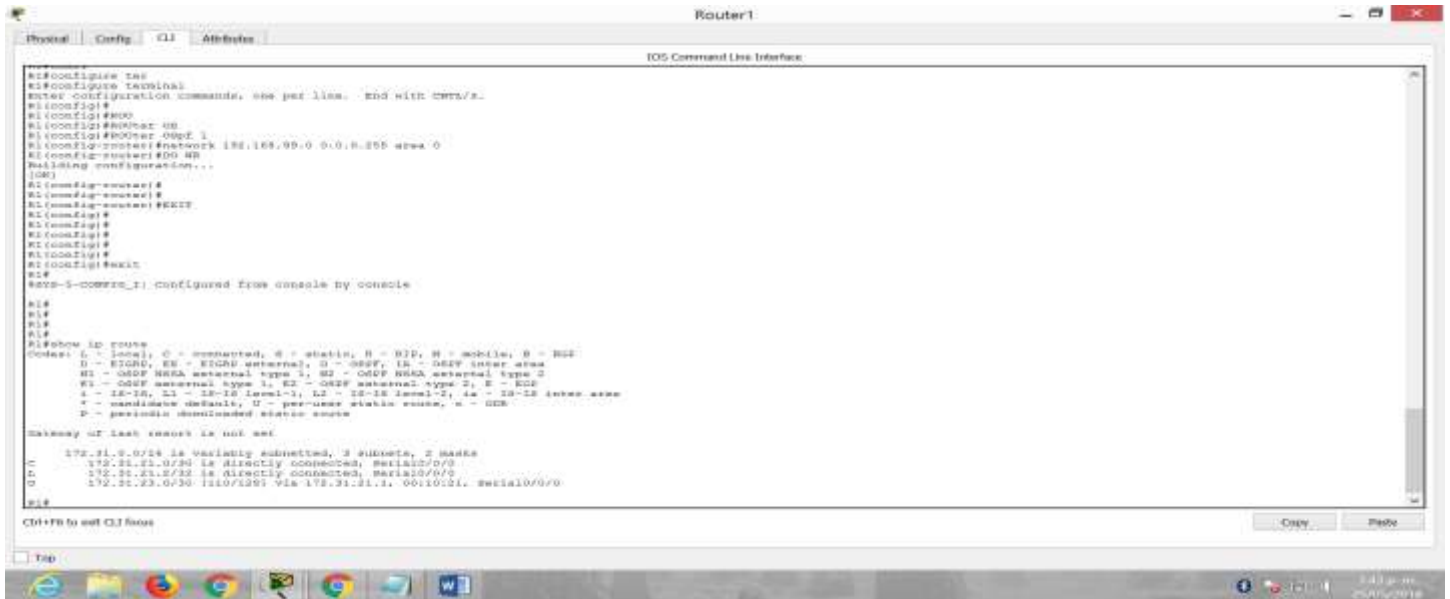 Router1
Physical Config CLI Attributes
IOS Command Line Interface
R1#configure ter
R1#configure terminal
Enter configuration commands, one per line. End with CNTL/Z.
R1(config)#
R1(config)#ROO
R1(config)#ROUter OS
R1(config)#ROUter OSpf 1
R1(config-router)#network 192.168.99.0 0.0.0.255 area 0
R1(config-router)#DO WR
Building configuration...
[OK]
R1(config-router)#
R1(config-router)#
R1(config-router)#EXIT
R1(config)#
R1(config)#
R1(config)#
R1(config)#
R1(config)#exit
R1#
%SYS-5-CONFIG_I: Configured from console by console
R1#
R1#
R1#
R1#
R1#show ip route
Codes: L - local, C - connected, S - static, R - RIP, M - mobile, B - BGP
D - EIGRP, EX - EIGRP external, O - OSPF, IA - OSPF inter area
N1 - OSPF NSSA external type 1, N2 - OSPF NSSA external type 2
E1 - OSPF external type 1, E2 - OSPF external type 2, E - EGP
i - IS-IS, L1 - IS-IS level-1, L2 - IS-IS level-2, ia - IS-IS inter area
* - candidate default, U - per-user static route, o - ODR
P - periodic downloaded static route
Gateway of last resort is not set
172.31.0.0/16 is variably subnetted, 3 subnets, 2 masks
C 172.31.21.0/30 is directly connected, Serial0/0/0
L 172.31.21.2/32 is directly connected, Serial0/0/0
O 172.31.23.0/30 [110/128] via 172.31.21.1, 00:10:21, Serial0/0/0
R1#
Ctrl+F6 to exit CLI focus
Copy Paste
Top